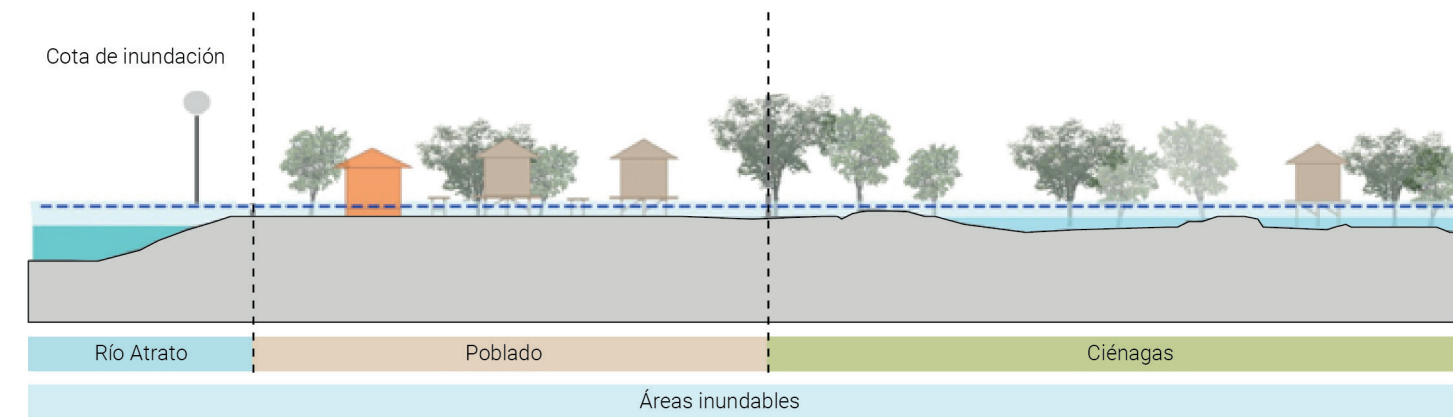 Cota de inundación
Río Atrato
Poblado
Ciénagas
Áreas inundables